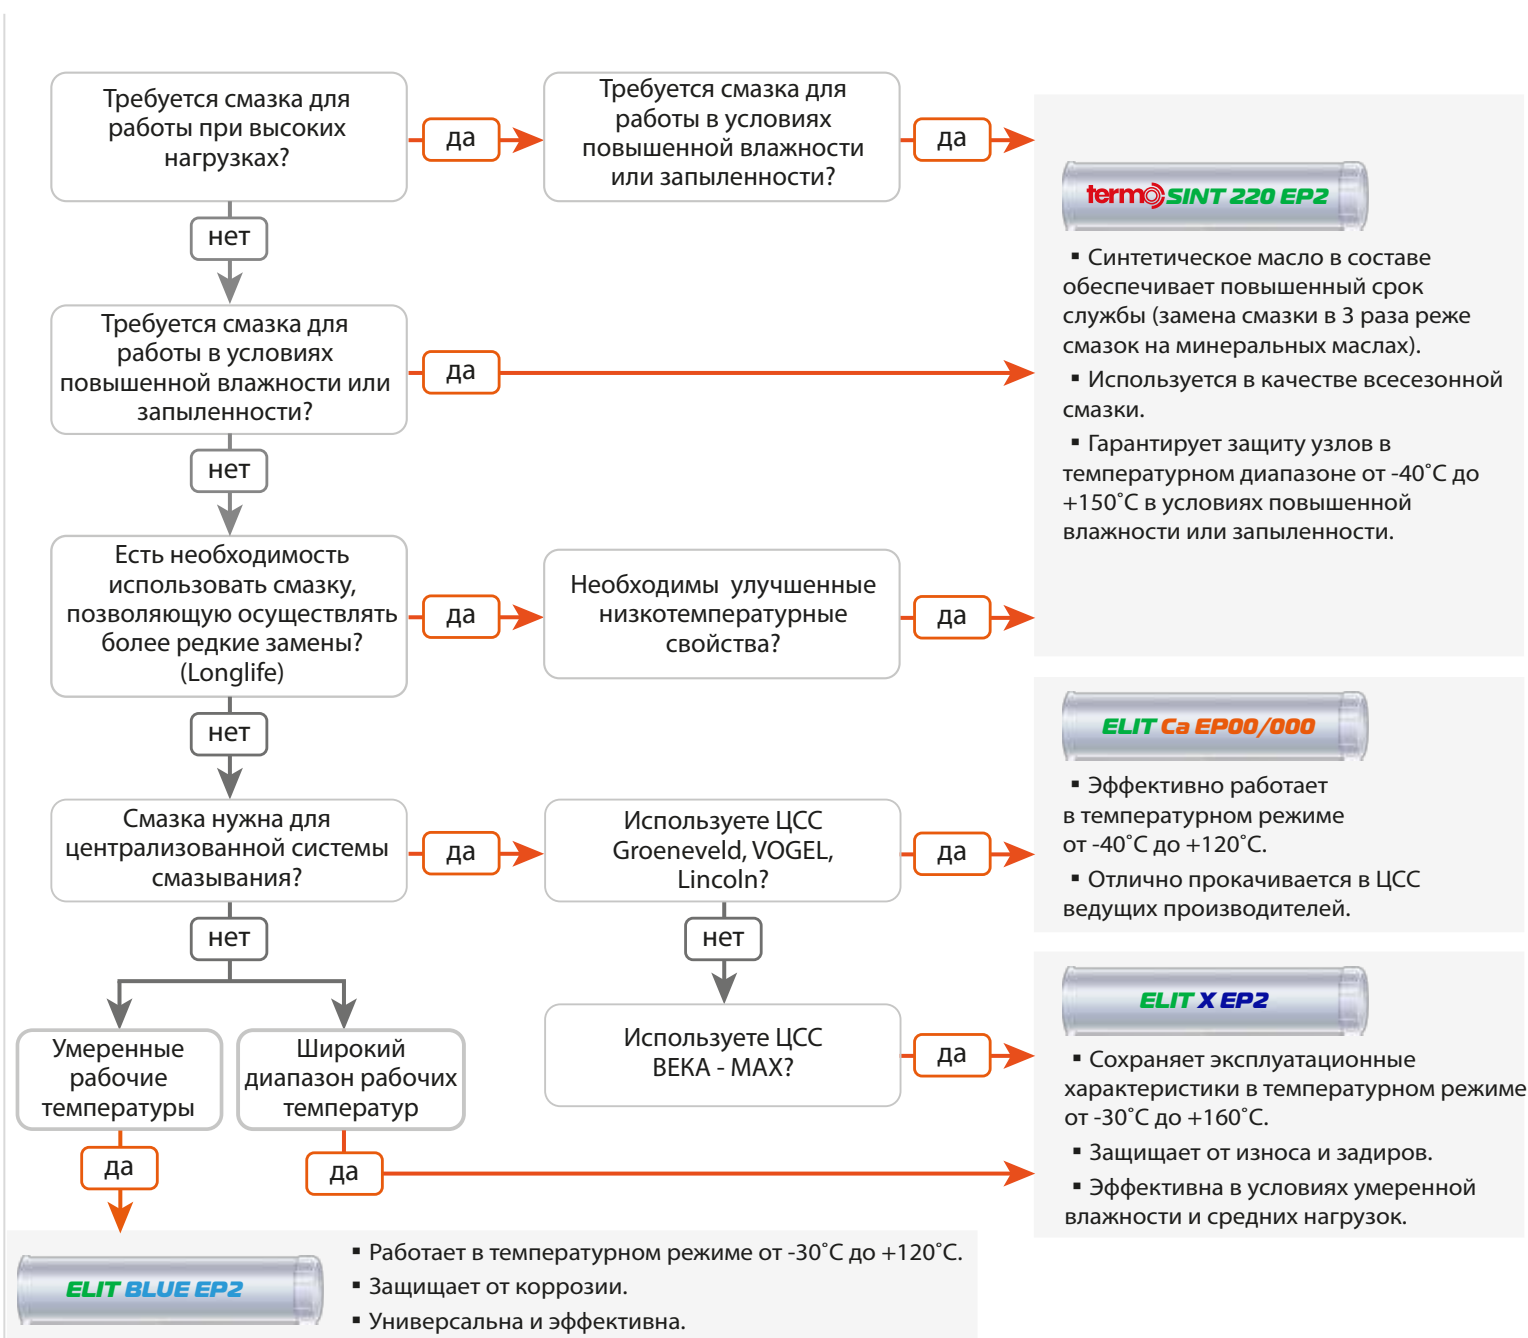 Требуется смазка для
работы при высоких
нагрузках?
да
Требуется смазка для
работы в условиях
повышенной влажности
или запыленности?
да
нет
Требуется смазка для
работы в условиях
повышенной влажности или
запыленности?
да
нет
Есть необходимость
использовать смазку,
позволяющую осуществлять
более редкие замены?
(Longlife)
да
Необходимы улучшенные
низкотемпературные
свойства?
да
нет
Смазка нужна для
централизованной системы
смазывания?
да
Используете ЦСС
Groeneveld, VOGEL,
Lincoln?
да
нет
нет
Используете ЦСС
BEKA - MAX?
да
Умеренные
рабочие
температуры
да
Широкий
диапазон рабочих
температур
да
termo SINT 220 EP2
▪ Синтетическое масло в составе
обеспечивает повышенный срок
службы (замена смазки в 3 раза реже
смазок на минеральных маслах).
▪ Используется в качестве всесезонной
смазки.
▪ Гарантирует защиту узлов в
температурном диапазоне от -40˚C до
+150˚C в условиях повышенной
влажности или запыленности.
ELIT Ca EP00/000
▪ Эффективно работает
в температурном режиме
от -40˚C до +120˚C.
▪ Отлично прокачивается в ЦСС
ведущих производителей.
ELIT X EP2
▪ Сохраняет эксплуатационные
характеристики в температурном режиме
от -30˚C до +160˚C.
▪ Защищает от износа и задиров.
▪ Эффективна в условиях умеренной
влажности и средних нагрузок.
ELIT BLUE EP2
▪ Работает в температурном режиме от -30˚C до +120˚C.
▪ Защищает от коррозии.
▪ Универсальна и эффективна.